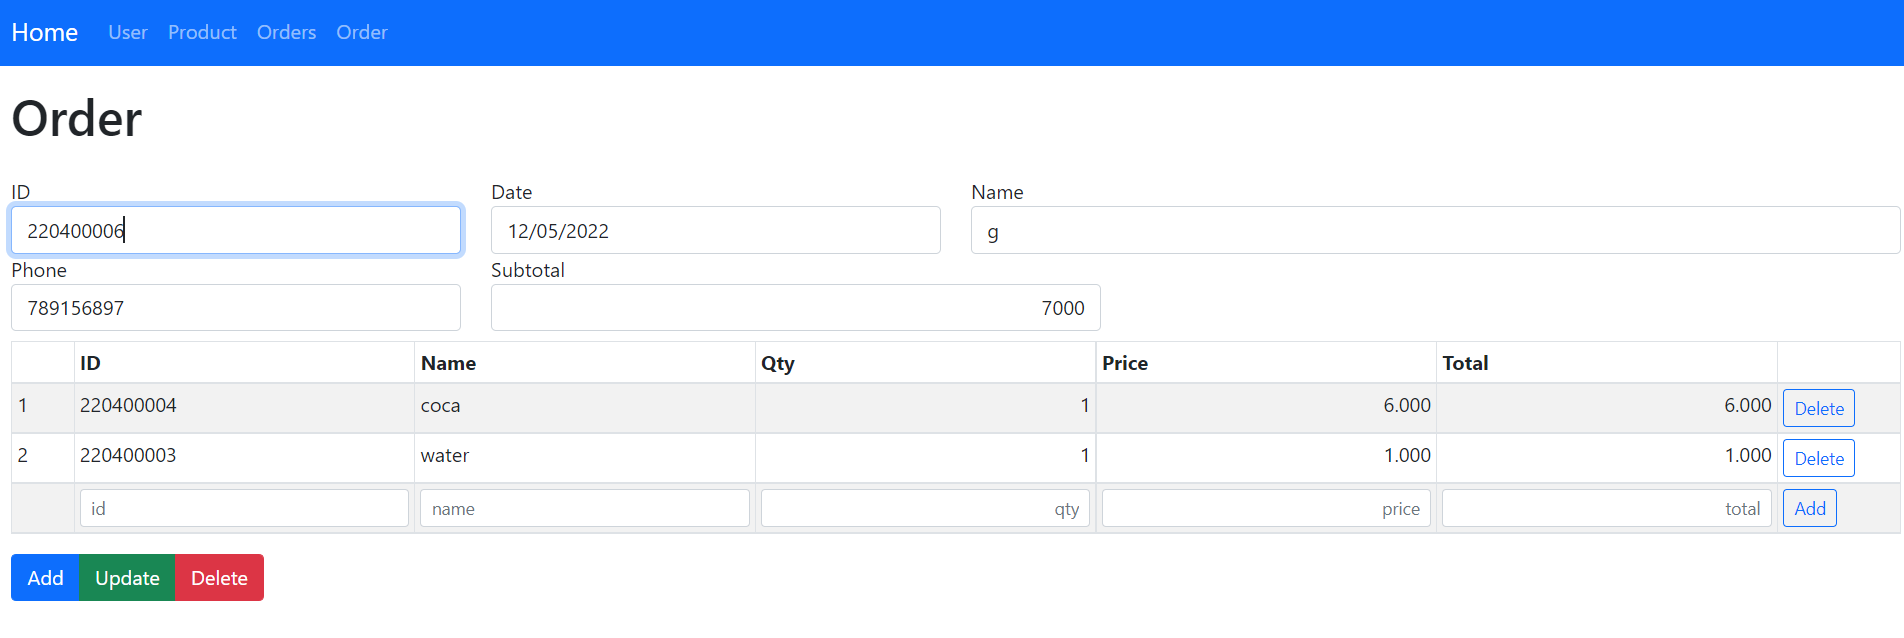 Home User Product Orders Order
Order
ID Date Name
220400006 12/05/2022 g
Phone Subtotal
789156897 7000
ID Name Qty Price Total
1 220400004 coca 1 6.000 6.000 Delete
2 220400003 water 1 1.000 1.000 Delete
id name qty price total Add
Add Update Delete